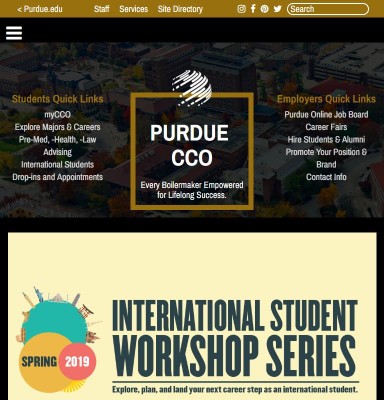 < Purdue.edu Staff Services Site Directory Search
Students Quick Links
myCCO
Explore Majors & Careers
Pre-Med, -Health, -Law
Advising
International Students
Drop-ins and Appointments
PURDUE
CCO
Every Boilermaker Empowered
for Lifelong Success.
Employers Quick Links
Purdue Online Job Board
Career Fairs
Hire Students & Alumni
Promote Your Position &
Brand
Contact Info
SPRING 2019
INTERNATIONAL STUDENT
WORKSHOP SERIES
Explore, plan, and land your next career step as an international student.